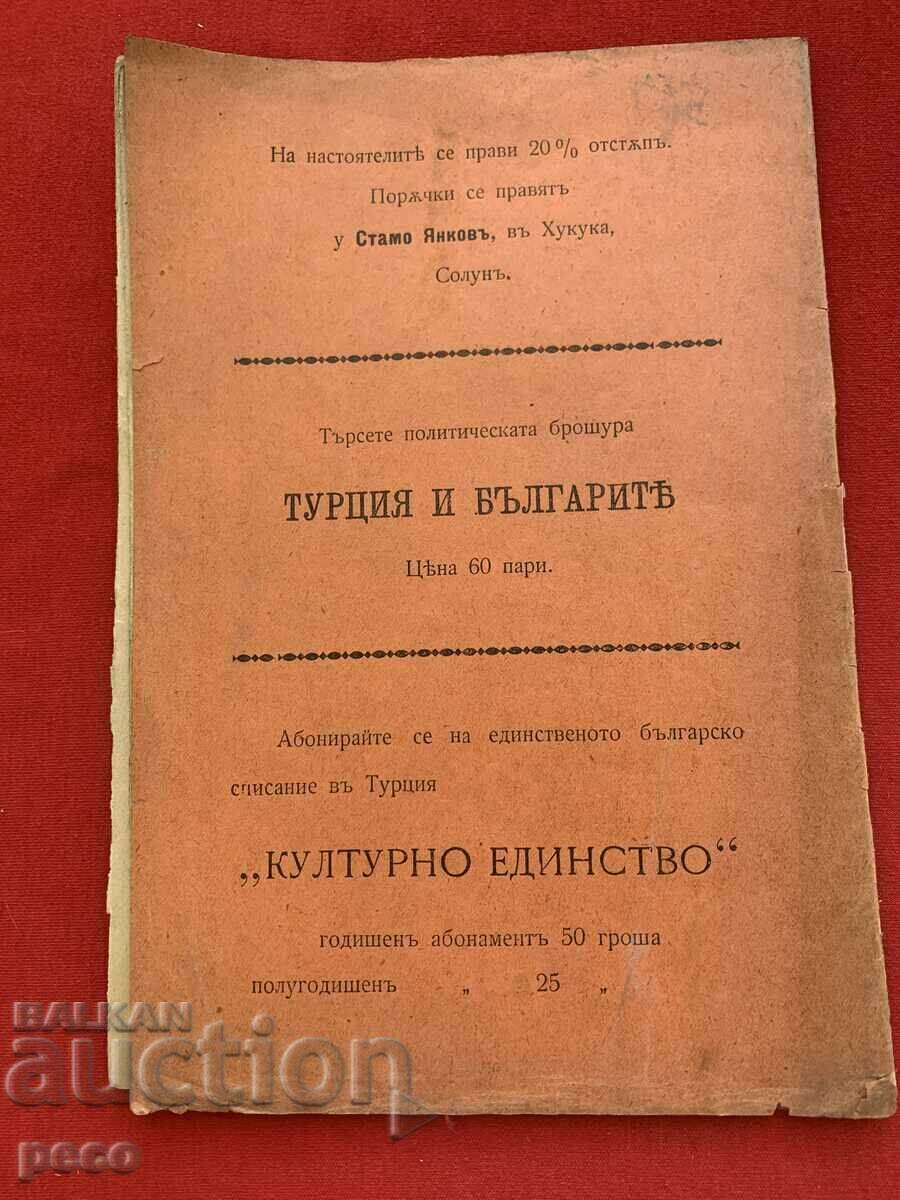 На настоятелитѣ се прави 20% отстѫпъ.
Порѫчки се правятъ
у Стамо Янковъ, въ Хукука,
Солунъ.
Търсете политическата брошура
ТУРЦИЯ И БЪЛГАРИТѢ
Цѣна 60 пари.
Абонирайте се на единственото българско
списание въ Турция
„КУЛТУРНО ЕДИНСТВО“
годишенъ абонаментъ 50 гроша
полугодишенъ „ 25 „
BALKAN
auction
peco